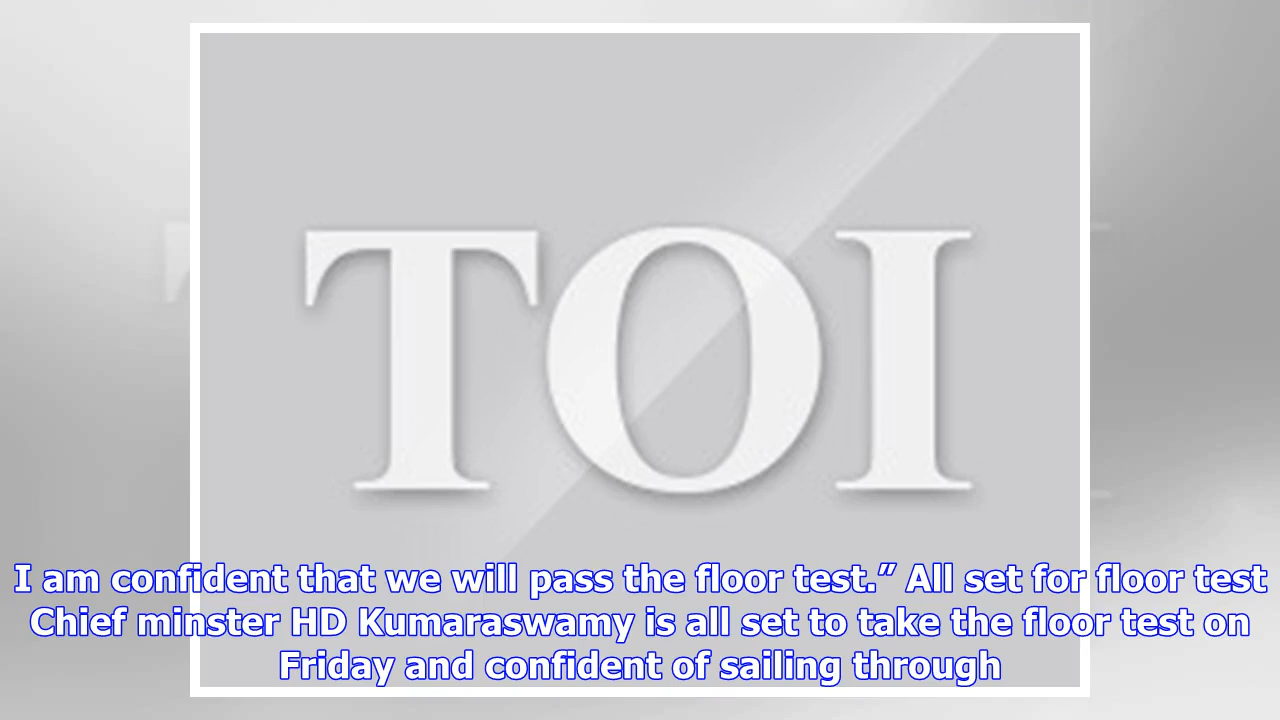 TOI
I am confident that we will pass the floor test.” All set for floor test
Chief minster HD Kumaraswamy is all set to take the floor test on
Friday and confident of sailing through